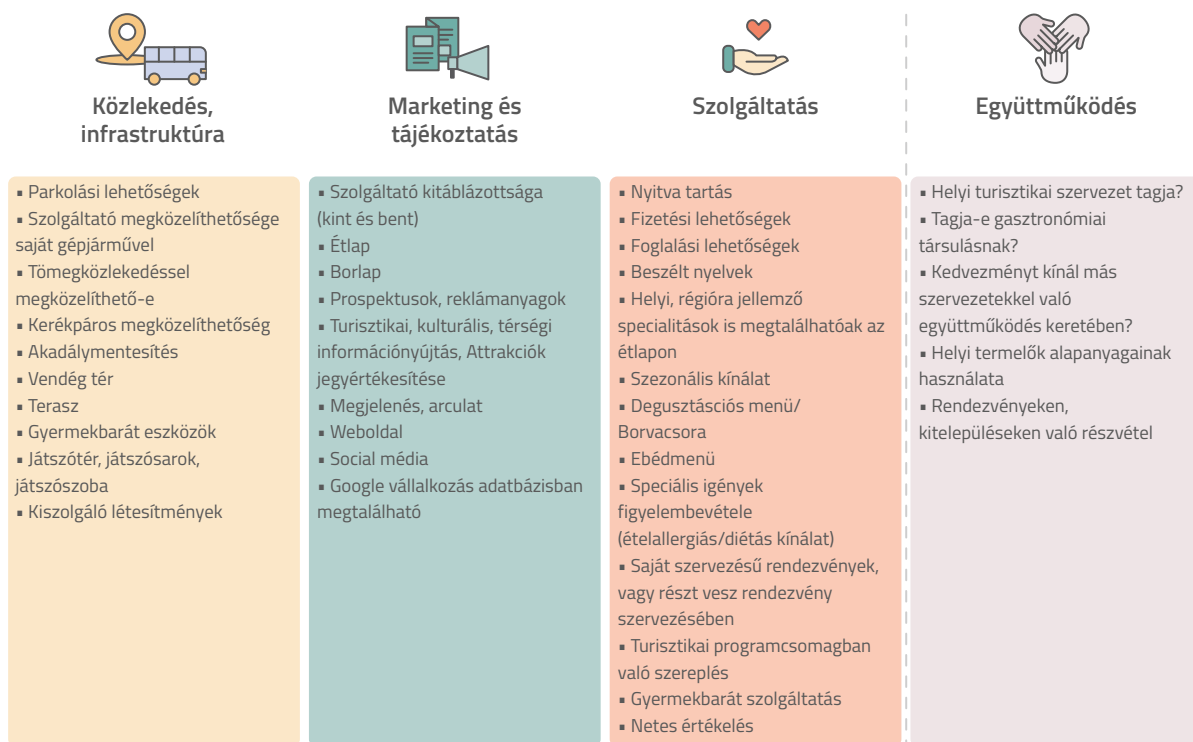 Közlekedés,
infrastruktúra
▪ Parkolási lehetőségek
▪ Szolgáltató megközelíthetősége
saját gépjárművel
▪ Tömegközlekedéssel
megközelíthető-e
▪ Kerékpáros megközelíthetőség
▪ Akadálymentesítés
▪ Vendég tér
▪ Terasz
▪ Gyermekbarát eszközök
▪ Játszótér, játszósarok,
játszószoba
▪ Kiszolgáló létesítmények
Marketing és
tájékoztatás
▪ Szolgáltató kitáblázottsága
(kint és bent)
▪ Étlap
▪ Borlap
▪ Prospektusok, reklámanyagok
▪ Turisztikai, kulturális, térségi
információnyújtás, Attrakciók
jegyértékesítése
▪ Megjelenés, arculat
▪ Weboldal
▪ Social média
▪ Google vállalkozás adatbázisban
megtalálható
Szolgáltatás
▪ Nyitva tartás
▪ Fizetési lehetőségek
▪ Foglalási lehetőségek
▪ Beszélt nyelvek
▪ Helyi, régióra jellemző
specialitások is megtalálhatóak az
étlapon
▪ Szezonális kínálat
▪ Degusztásciós menü/
Borvacsora
▪ Ebédmenü
▪ Speciális igények
figyelembevétele
(ételallergiás/diétás kínálat)
▪ Saját szervezésű rendezvények,
vagy részt vesz rendezvény
szervezésében
▪ Turisztikai programcsomagban
való szereplés
▪ Gyermekbarát szolgáltatás
▪ Netes értékelés
Együttműködés
▪ Helyi turisztikai szervezet tagja?
▪ Tagja-e gasztronómiai
társulásnak?
▪ Kedvezményt kínál más
szervezetekkel való
együttműködés keretében?
▪ Helyi termelők alapanyagainak
használata
▪ Rendezvényeken,
kitelepüléseken való részvétel